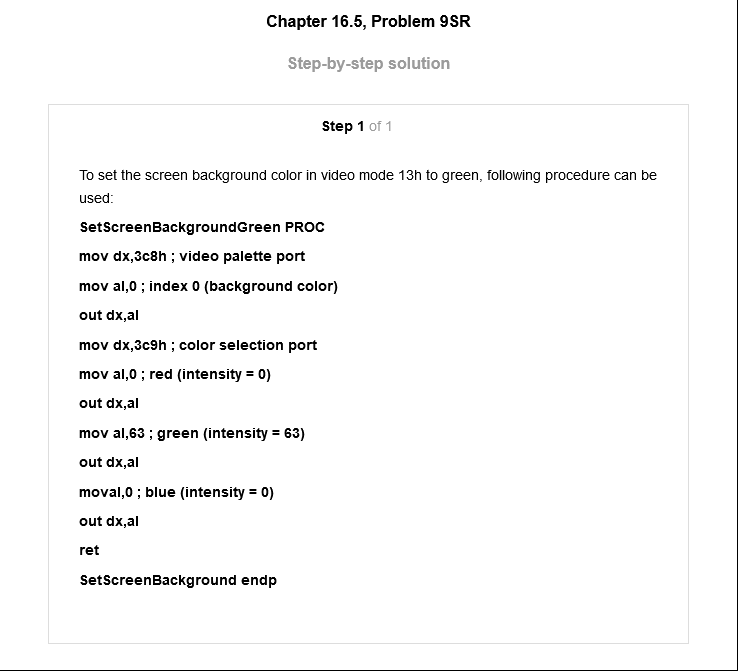 Chapter 16.5, Problem 9SR
Step-by-step solution
Step 1 of 1
To set the screen background color in video mode 13h to green, following procedure can be
used:
SetScreenBackgroundGreen PROC
mov dx,3c8h ; video palette port
mov al,0 ; index 0 (background color)
out dx,al
mov dx,3c9h ; color selection port
mov al,0 ; red (intensity = 0)
out dx,al
mov al,63 ; green (intensity = 63)
out dx,al
moval,0 ; blue (intensity = 0)
out dx,al
ret
SetScreenBackground endp